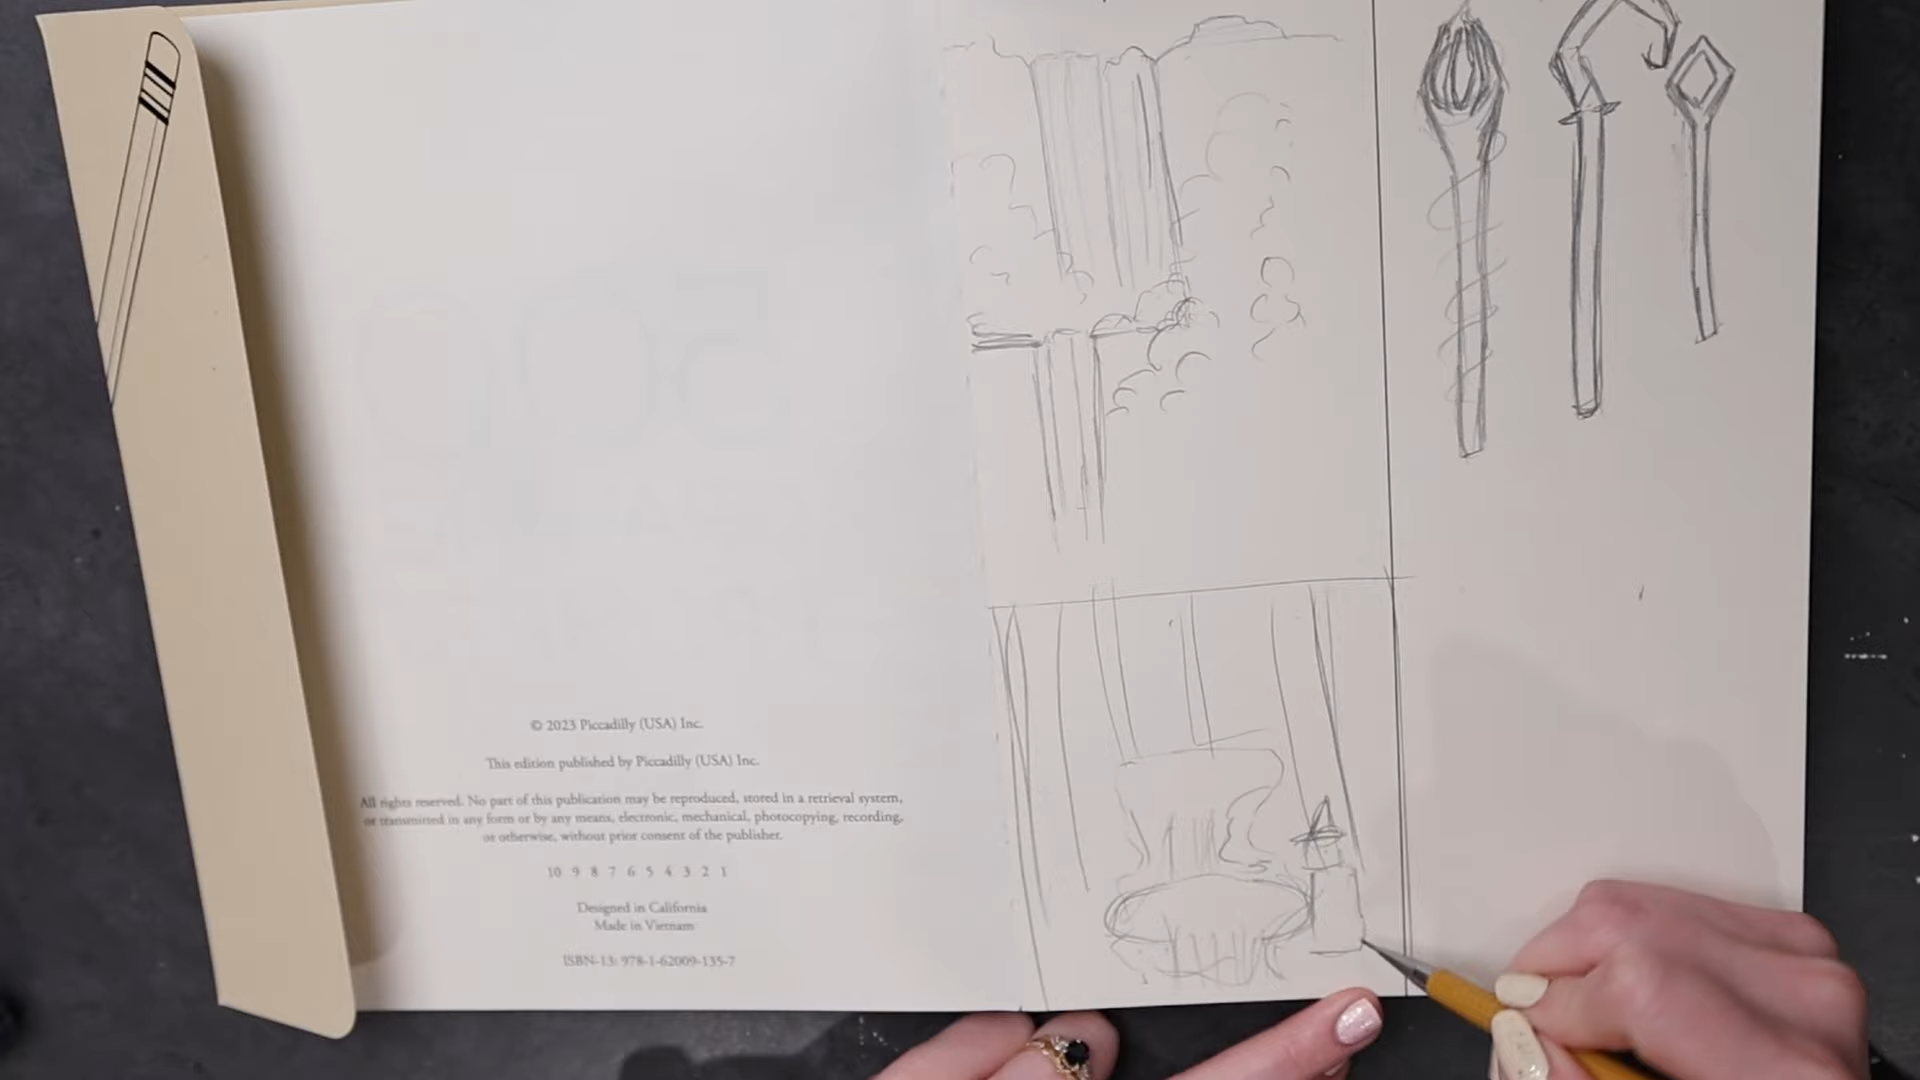 © 2023 Piccadilly (USA) Inc.
This edition published by Piccadilly (USA) Inc.
All rights reserved. No part of this publication may be reproduced, stored in a retrieval system,
or transmitted in any form or by any means, electronic, mechanical, photocopying, recording,
or otherwise, without prior consent of the publisher.
10 9 8 7 6 5 4 3 2 1
Designed in California
Made in Vietnam
ISBN-13: 978-1-62009-135-7